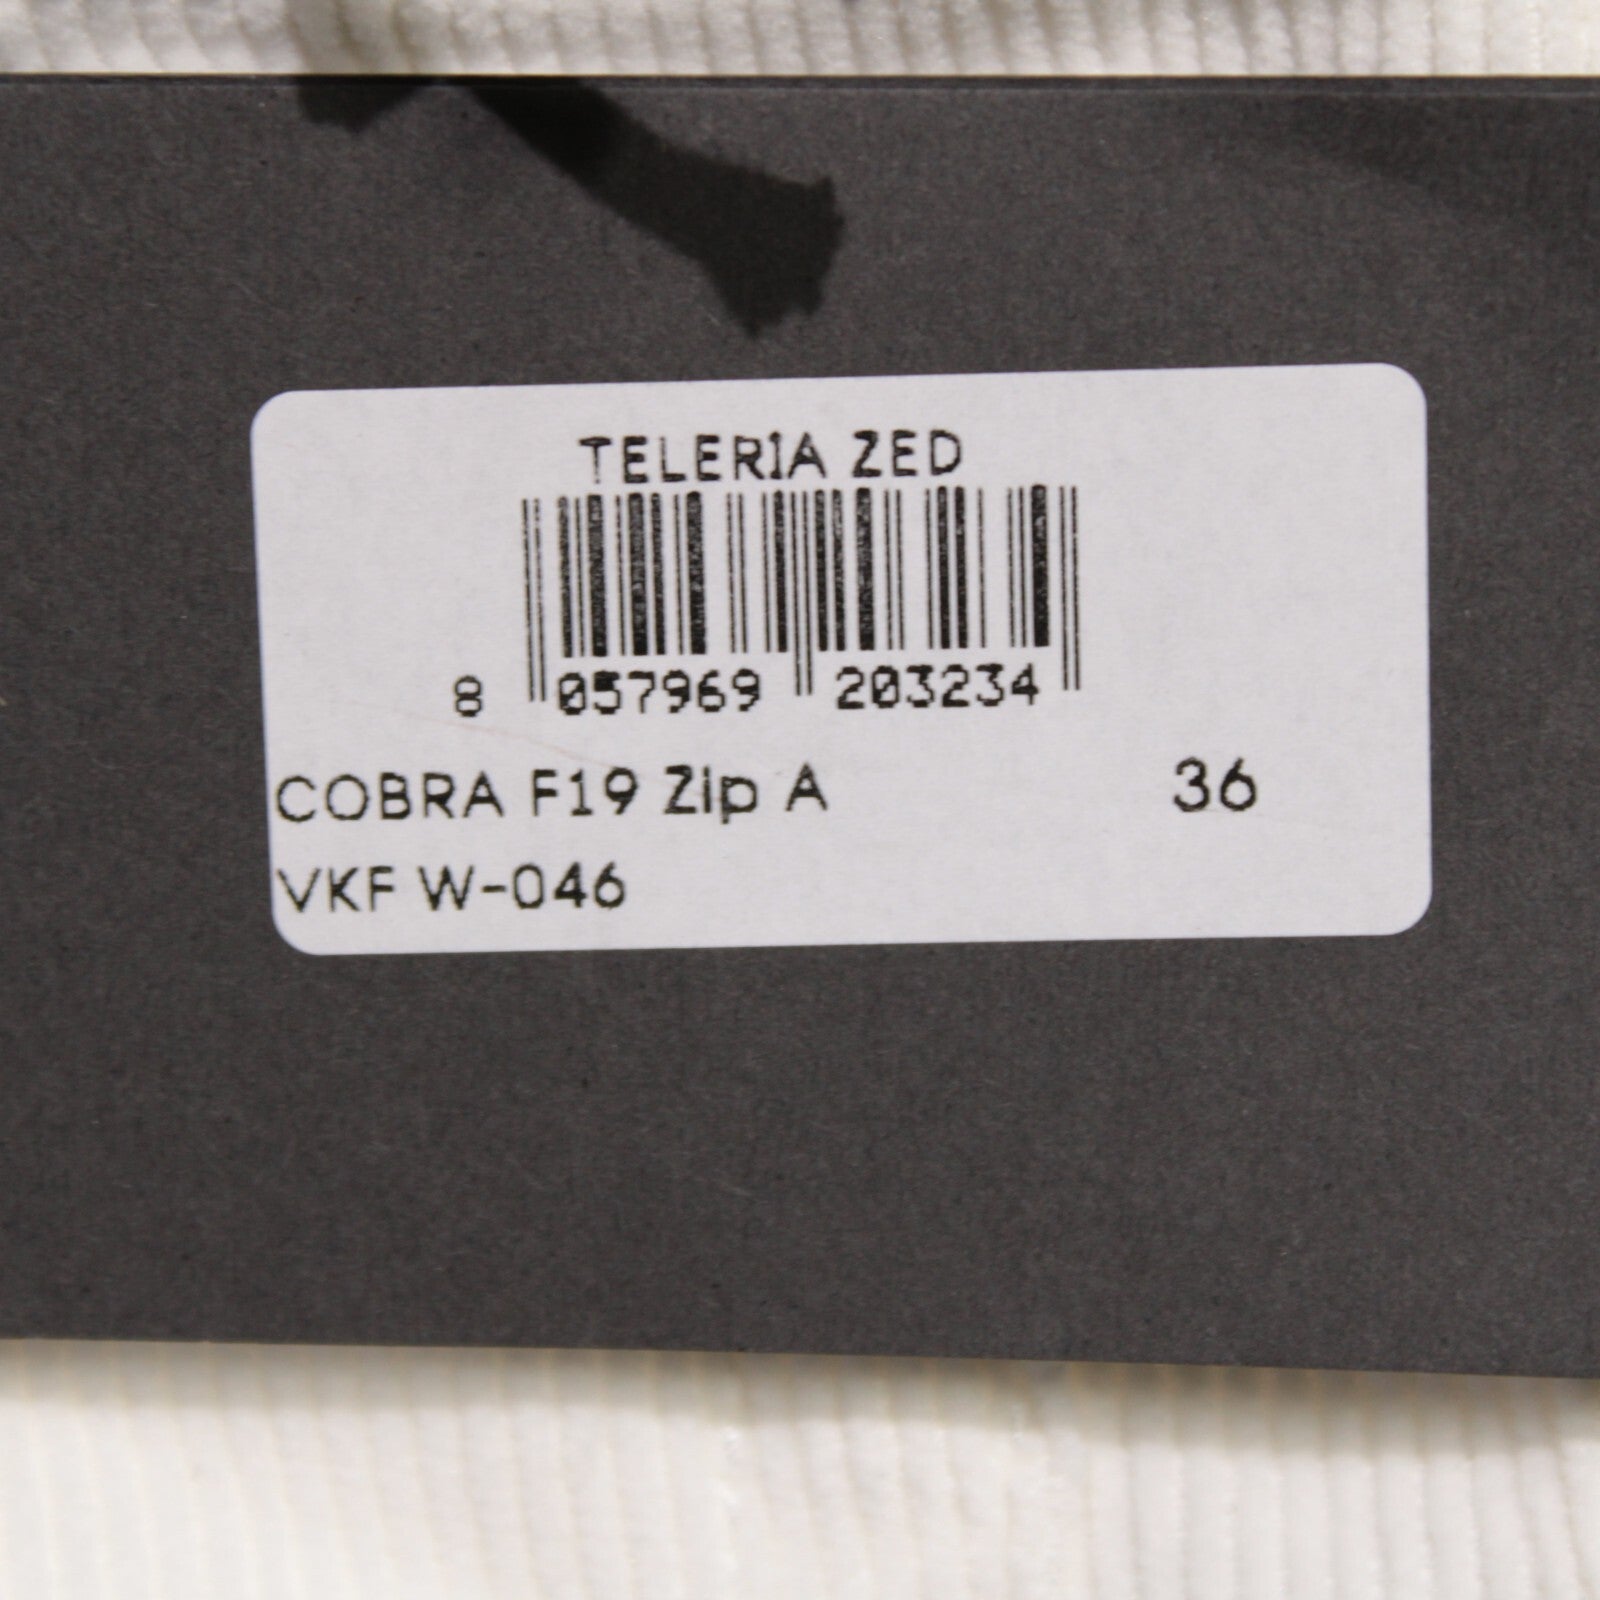 TELERIA ZED
8 057969 203234
COBRA F19 Zip A 36
VKF W-046